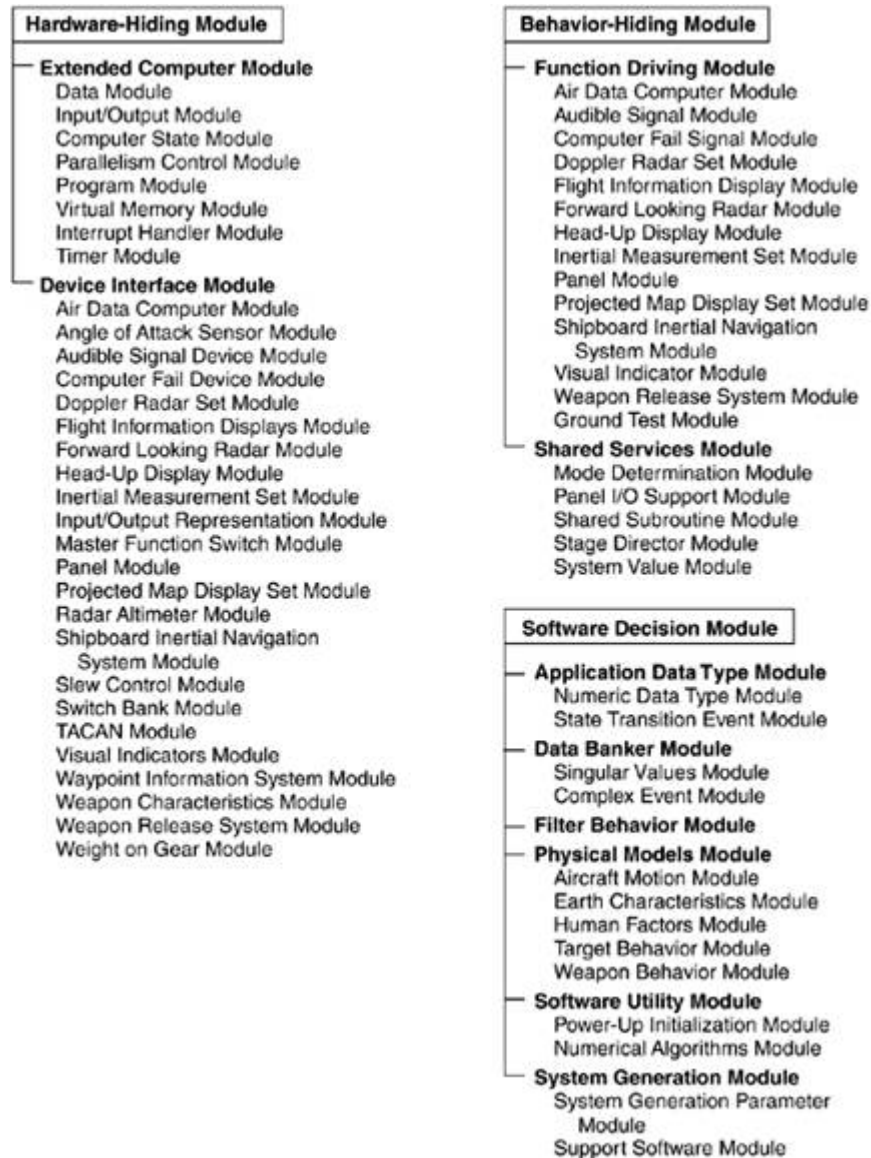 Hardware-Hiding Module
Extended Computer Module
Data Module
Input/Output Module
Computer State Module
Parallelism Control Module
Program Module
Virtual Memory Module
Interrupt Handler Module
Timer Module
Device Interface Module
Air Data Computer Module
Angle of Attack Sensor Module
Audible Signal Device Module
Computer Fail Device Module
Doppler Radar Set Module
Flight Information Displays Module
Forward Looking Radar Module
Head-Up Display Module
Inertial Measurement Set Module
Input/Output Representation Module
Master Function Switch Module
Panel Module
Projected Map Display Set Module
Radar Altimeter Module
Shipboard Inertial Navigation
System Module
Slew Control Module
Switch Bank Module
TACAN Module
Visual Indicators Module
Waypoint Information System Module
Weapon Characteristics Module
Weapon Release System Module
Weight on Gear Module
Behavior-Hiding Module
Function Driving Module
Air Data Computer Module
Audible Signal Module
Computer Fail Signal Module
Doppler Radar Set Module
Flight Information Display Module
Forward Looking Radar Module
Head-Up Display Module
Inertial Measurement Set Module
Panel Module
Projected Map Display Set Module
Shipboard Inertial Navigation
System Module
Visual Indicator Module
Weapon Release System Module
Ground Test Module
Shared Services Module
Mode Determination Module
Panel I/O Support Module
Shared Subroutine Module
Stage Director Module
System Value Module
Software Decision Module
Application Data Type Module
Numeric Data Type Module
State Transition Event Module
Data Banker Module
Singular Values Module
Complex Event Module
Filter Behavior Module
Physical Models Module
Aircraft Motion Module
Earth Characteristics Module
Human Factors Module
Target Behavior Module
Weapon Behavior Module
Software Utility Module
Power-Up Initialization Module
Numerical Algorithms Module
System Generation Module
System Generation Parameter
Module
Support Software Module